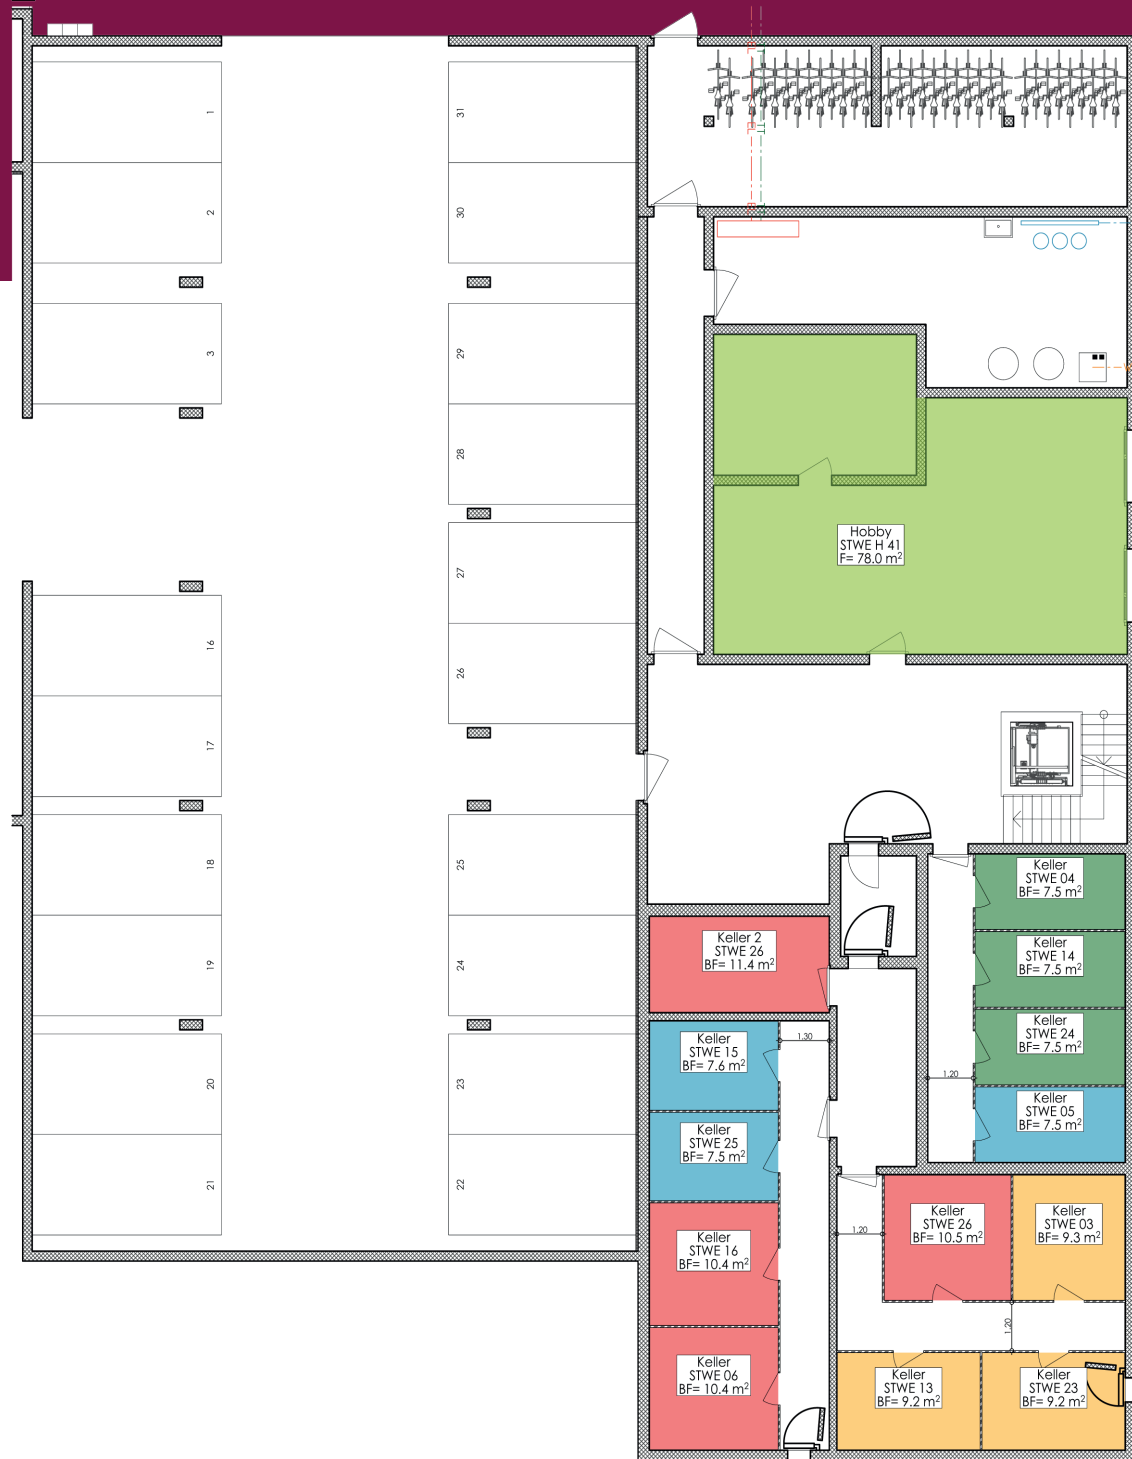 1
31
2
30
3
29
28
Hobby
STWE H 41
F= 78.0 m²
27
16
26
17
18
25
Keller
STWE 04
BF= 7.5 m²
19
24
Keller 2
STWE 26
BF= 11.4 m²
Keller
STWE 14
BF= 7.5 m²
20
23
Keller
STWE 15
BF= 7.6 m²
1.30
Keller
STWE 24
BF= 7.5 m²
1.20
Keller
STWE 25
BF= 7.5 m²
Keller
STWE 05
BF= 7.5 m²
21
22
Keller
STWE 16
BF= 10.4 m²
1.20
Keller
STWE 26
BF= 10.5 m²
Keller
STWE 03
BF= 9.3 m²
1.20
Keller
STWE 06
BF= 10.4 m²
Keller
STWE 13
BF= 9.2 m²
Keller
STWE 23
BF= 9.2 m²